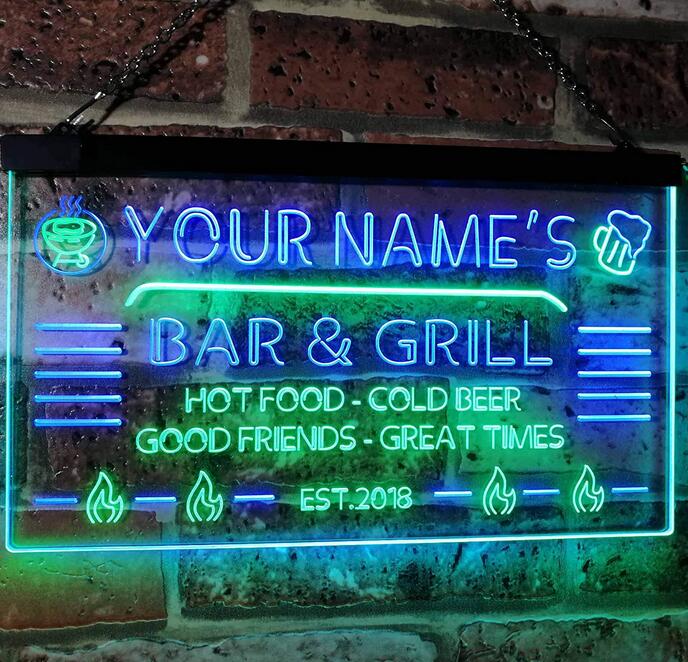 YOUR NAME'S
BAR & GRILL
HOT FOOD - COLD BEER
GOOD FRIENDS - GREAT TIMES
EST.2018